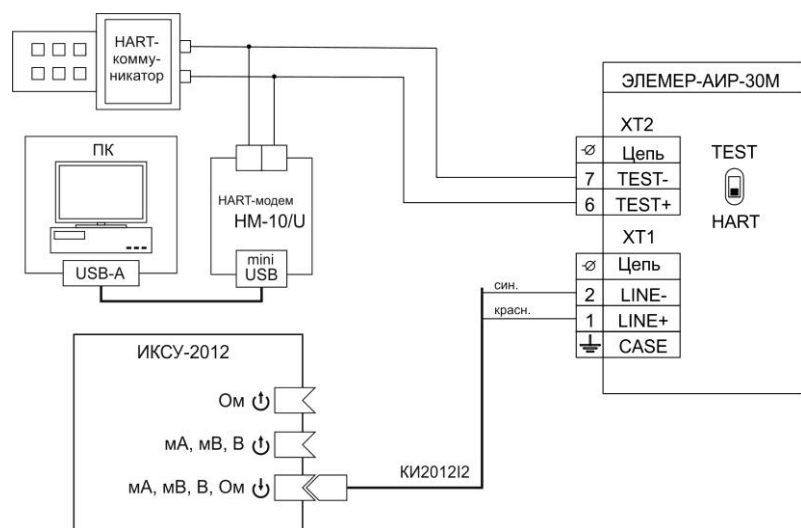 HART-
комму-
никатор
ПК
USB-A
HART-модем
HM-10/U
mini
USB
ЭЛЕМЕР-АИР-30М
XT2
Цепь
7 TEST-
6 TEST+
TEST
HART
XT1
Цепь
2 LINE-
1 LINE+
CASE
син.
красн.
ИКСУ-2012
Ом
мА, мВ, В
мА, мВ, В, Ом
КИ2012I2